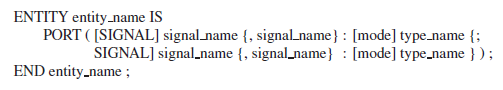 ENTITY entity_name IS
PORT ( [SIGNAL] signal_name {, signal_name} : [mode] type_name {;
SIGNAL] signal_name {, signal_name} : [mode] type_name } ) ;
END entity_name ;